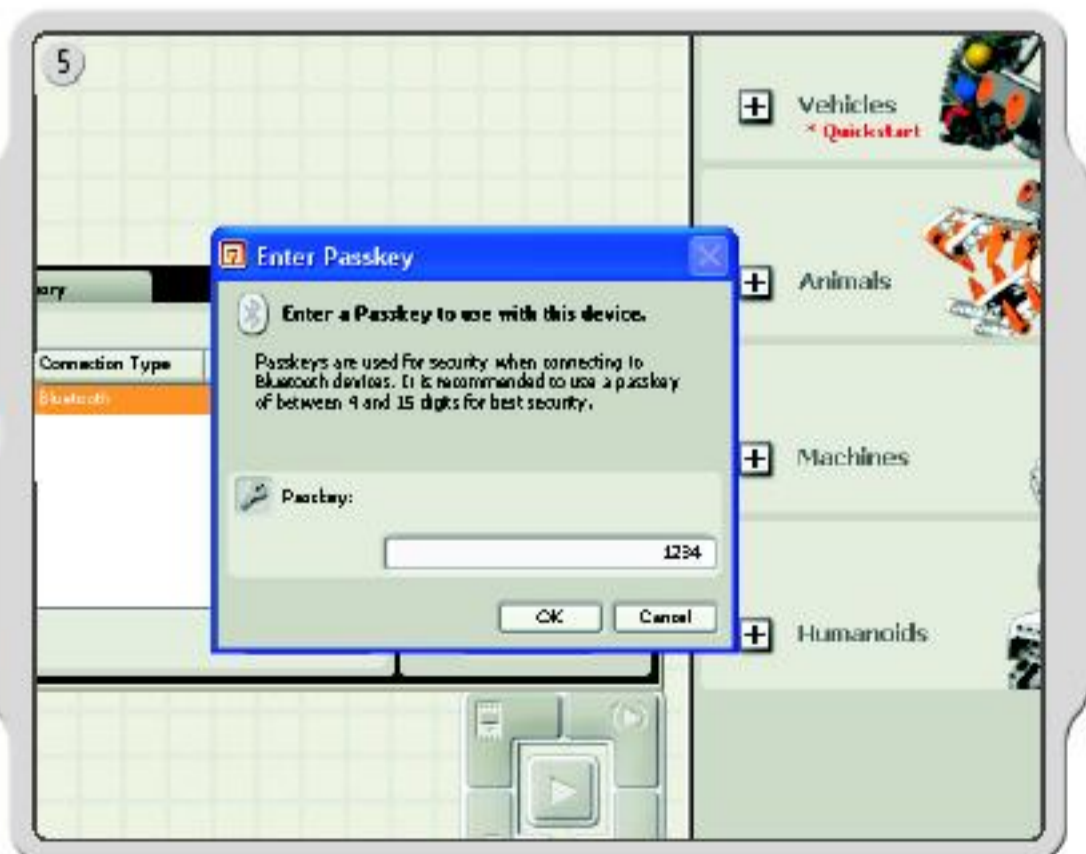 5
Vehicles
* Quickstart
Enter Passkey
Enter a Passkey to use with this device.
Animals
Connection Type
Bluetooth
Passkeys are used for security when connecting to
Bluetooth devices. It is recommended to use a passkey
of between 4 and 15 digits for best security.
Machines
Passkey:
1234
OK
Cancel
Humanoids